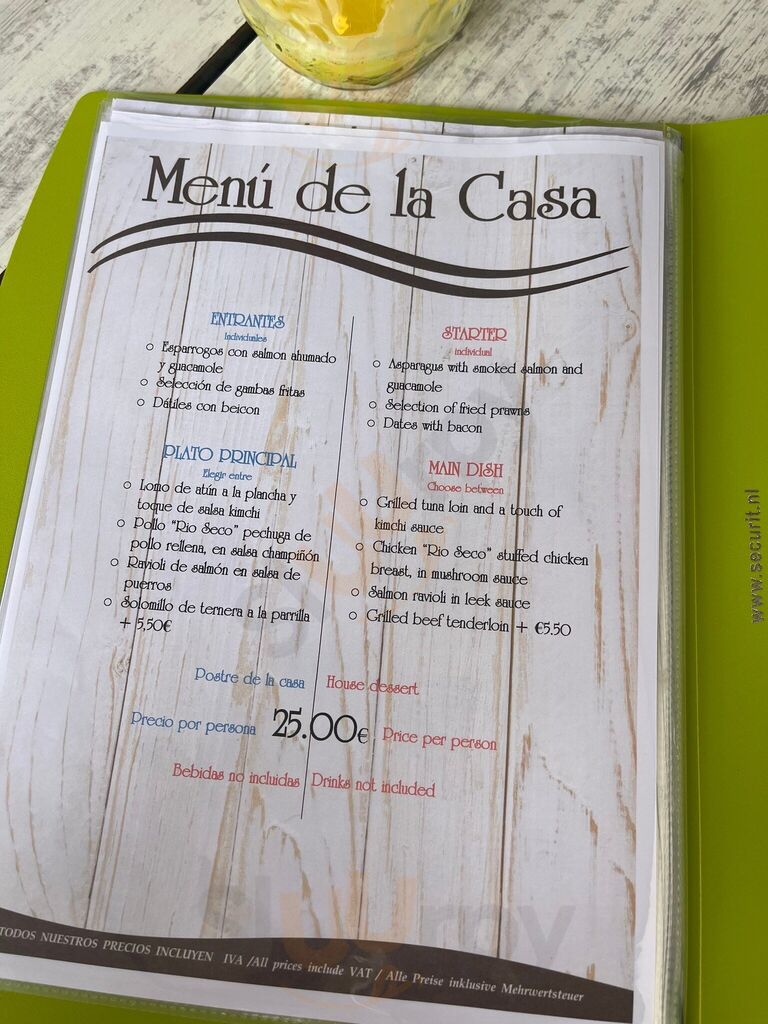 Menú de la Casa
ENTRANTES
Individuales
Esparrogos con salmon ahumado
y guacamole
Selección de gambas fritas
Dátiles con beicon
PLATO PRINCIPAL
Elegir entre
Lomo de atún a la plancha y
toque de salsa kimchi
Pollo "Rio Seco" pechuga de
pollo rellena, en salsa champiñón
Ravioli de salmón en salsa de
puerros
Solomillo de ternera a la parrilla
+ 5,50€
STARTER
individual
Asparagus with smoked salmon and
guacamole
Selection of fried prawns
Dates with bacon
MAIN DISH
Choose between
Grilled tuna loin and a touch of
kimchi sauce
Chicken "Rio Seco" stuffed chicken
breast, in mushroom sauce
Salmon ravioli in leek sauce
Grilled beef tenderloin + €5.50
Postre de la casa House dessert
Precio por persona 25.00€ Price per person
Bebidas no incluidas Drinks not included
TODOS NUESTROS PRECIOS INCLUYEN IVA /All prices include VAT / Alle Preise inklusive Mehrwertsteuer
www.securit.nl